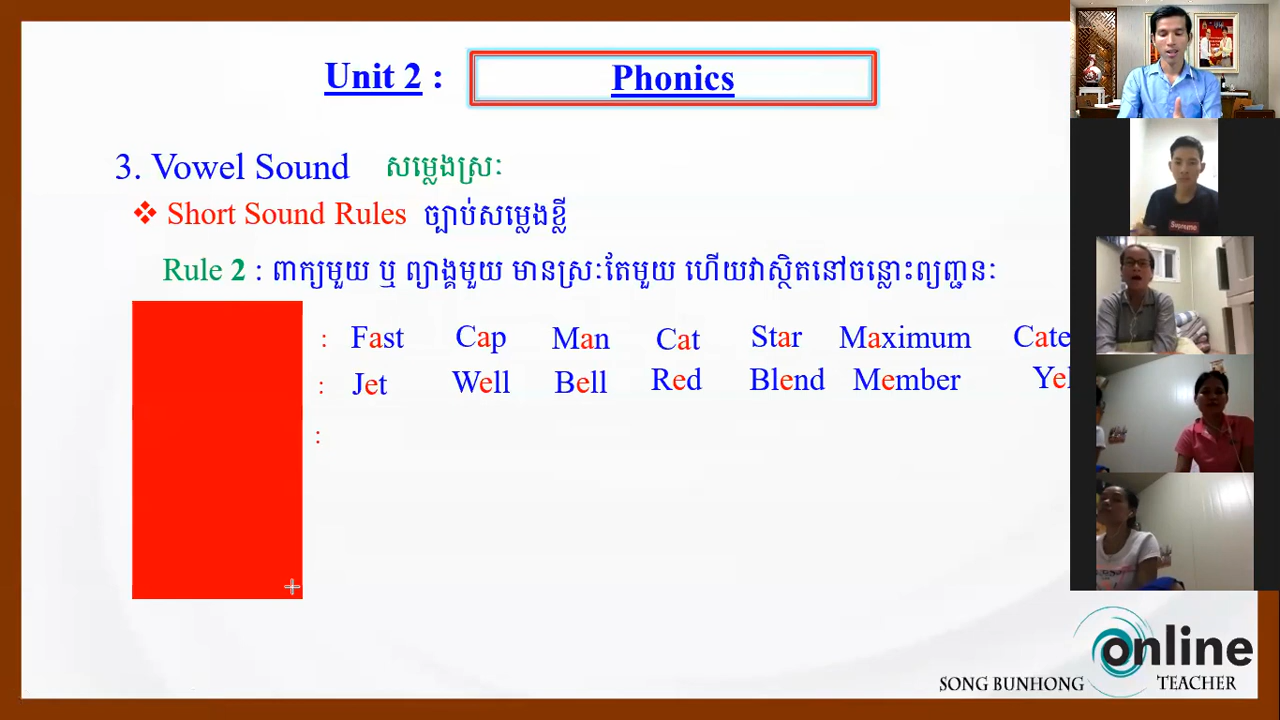 Unit 2 : Phonics
3. Vowel Sound សម្លេងស្រៈ
❖ Short Sound Rules ច្បាប់សម្លេងខ្លី
Rule 2 : ពាក្យមួយ ឬ ព្យាង្គមួយ មានស្រៈតែមួយ ហើយវាស្ថិតនៅចន្លោះព្យញ្ជនៈ
: Fast Cap Man Cat Star Maximum Cate
: Jet Well Bell Red Blend Member Yel
:
Supreme
online
SONG BUNHONG TEACHER